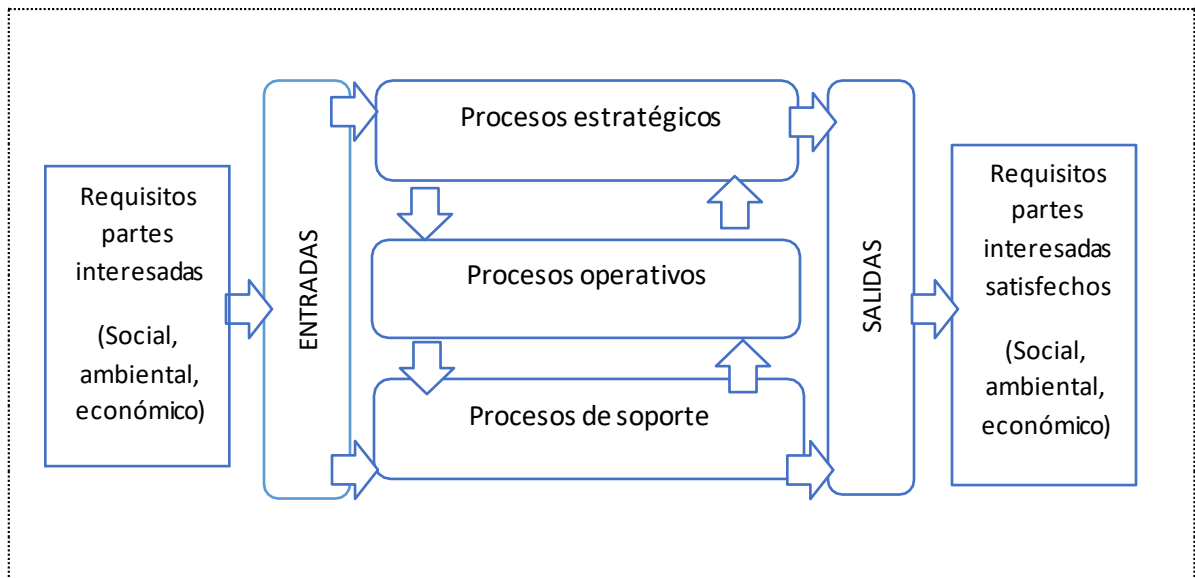 Requisitos
partes
interesadas
(Social,
ambiental,
económico)
ENTRADAS
Procesos estratégicos
Procesos operativos
Procesos de soporte
SALIDAS
Requisitos
partes
interesadas
satisfechos
(Social,
ambiental,
económico)